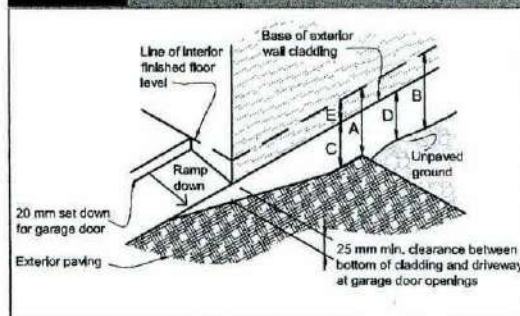 Line of Interior
finished floor
level
Base of exterior
wall cladding
E
A
B
C
D
Ramp
down
Unpaved
ground
20 mm set down
for garage door
Exterior paving
25 mm min. clearance between
bottom of cladding and driveway
at garage door openings